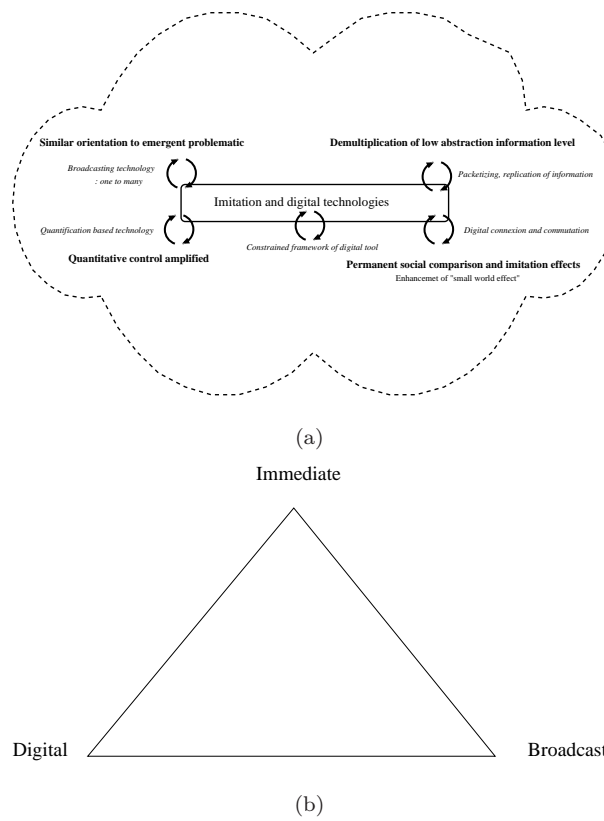 Similar orientation to emergent problematic
Demultiplication of low abstraction information level
Broadcasting technology
: one to many
Packetizing, replication of information
Imitation and digital technologies
Quantification based technology
Digital connexion and commutation
Constrained framework of digital tool
Quantitative control amplified
Permanent social comparison and imitation effects
Enhancemet of "small world effect"
(a)
Immediate
Digital
Broadcast
(b)